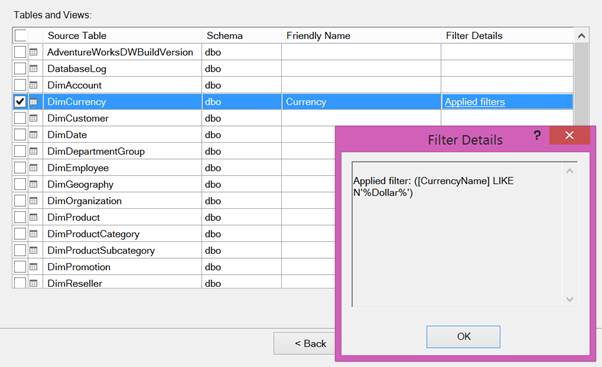 Tables and Views:
Source Table Schema Friendly Name Filter Details
AdventureWorksDWBuildVersion dbo
DatabaseLog dbo
DimAccount dbo
DimCurrency dbo Currency Applied filters
DimCustomer dbo
DimDate dbo
DimDepartmentGroup dbo
DimEmployee dbo
DimGeography dbo
DimOrganization dbo
DimProduct dbo
DimProductCategory dbo
DimProductSubcategory dbo
DimPromotion dbo
DimReseller dbo
< Back
Filter Details ?
Applied filter: ([CurrencyName] LIKE
N'%Dollar%')
OK